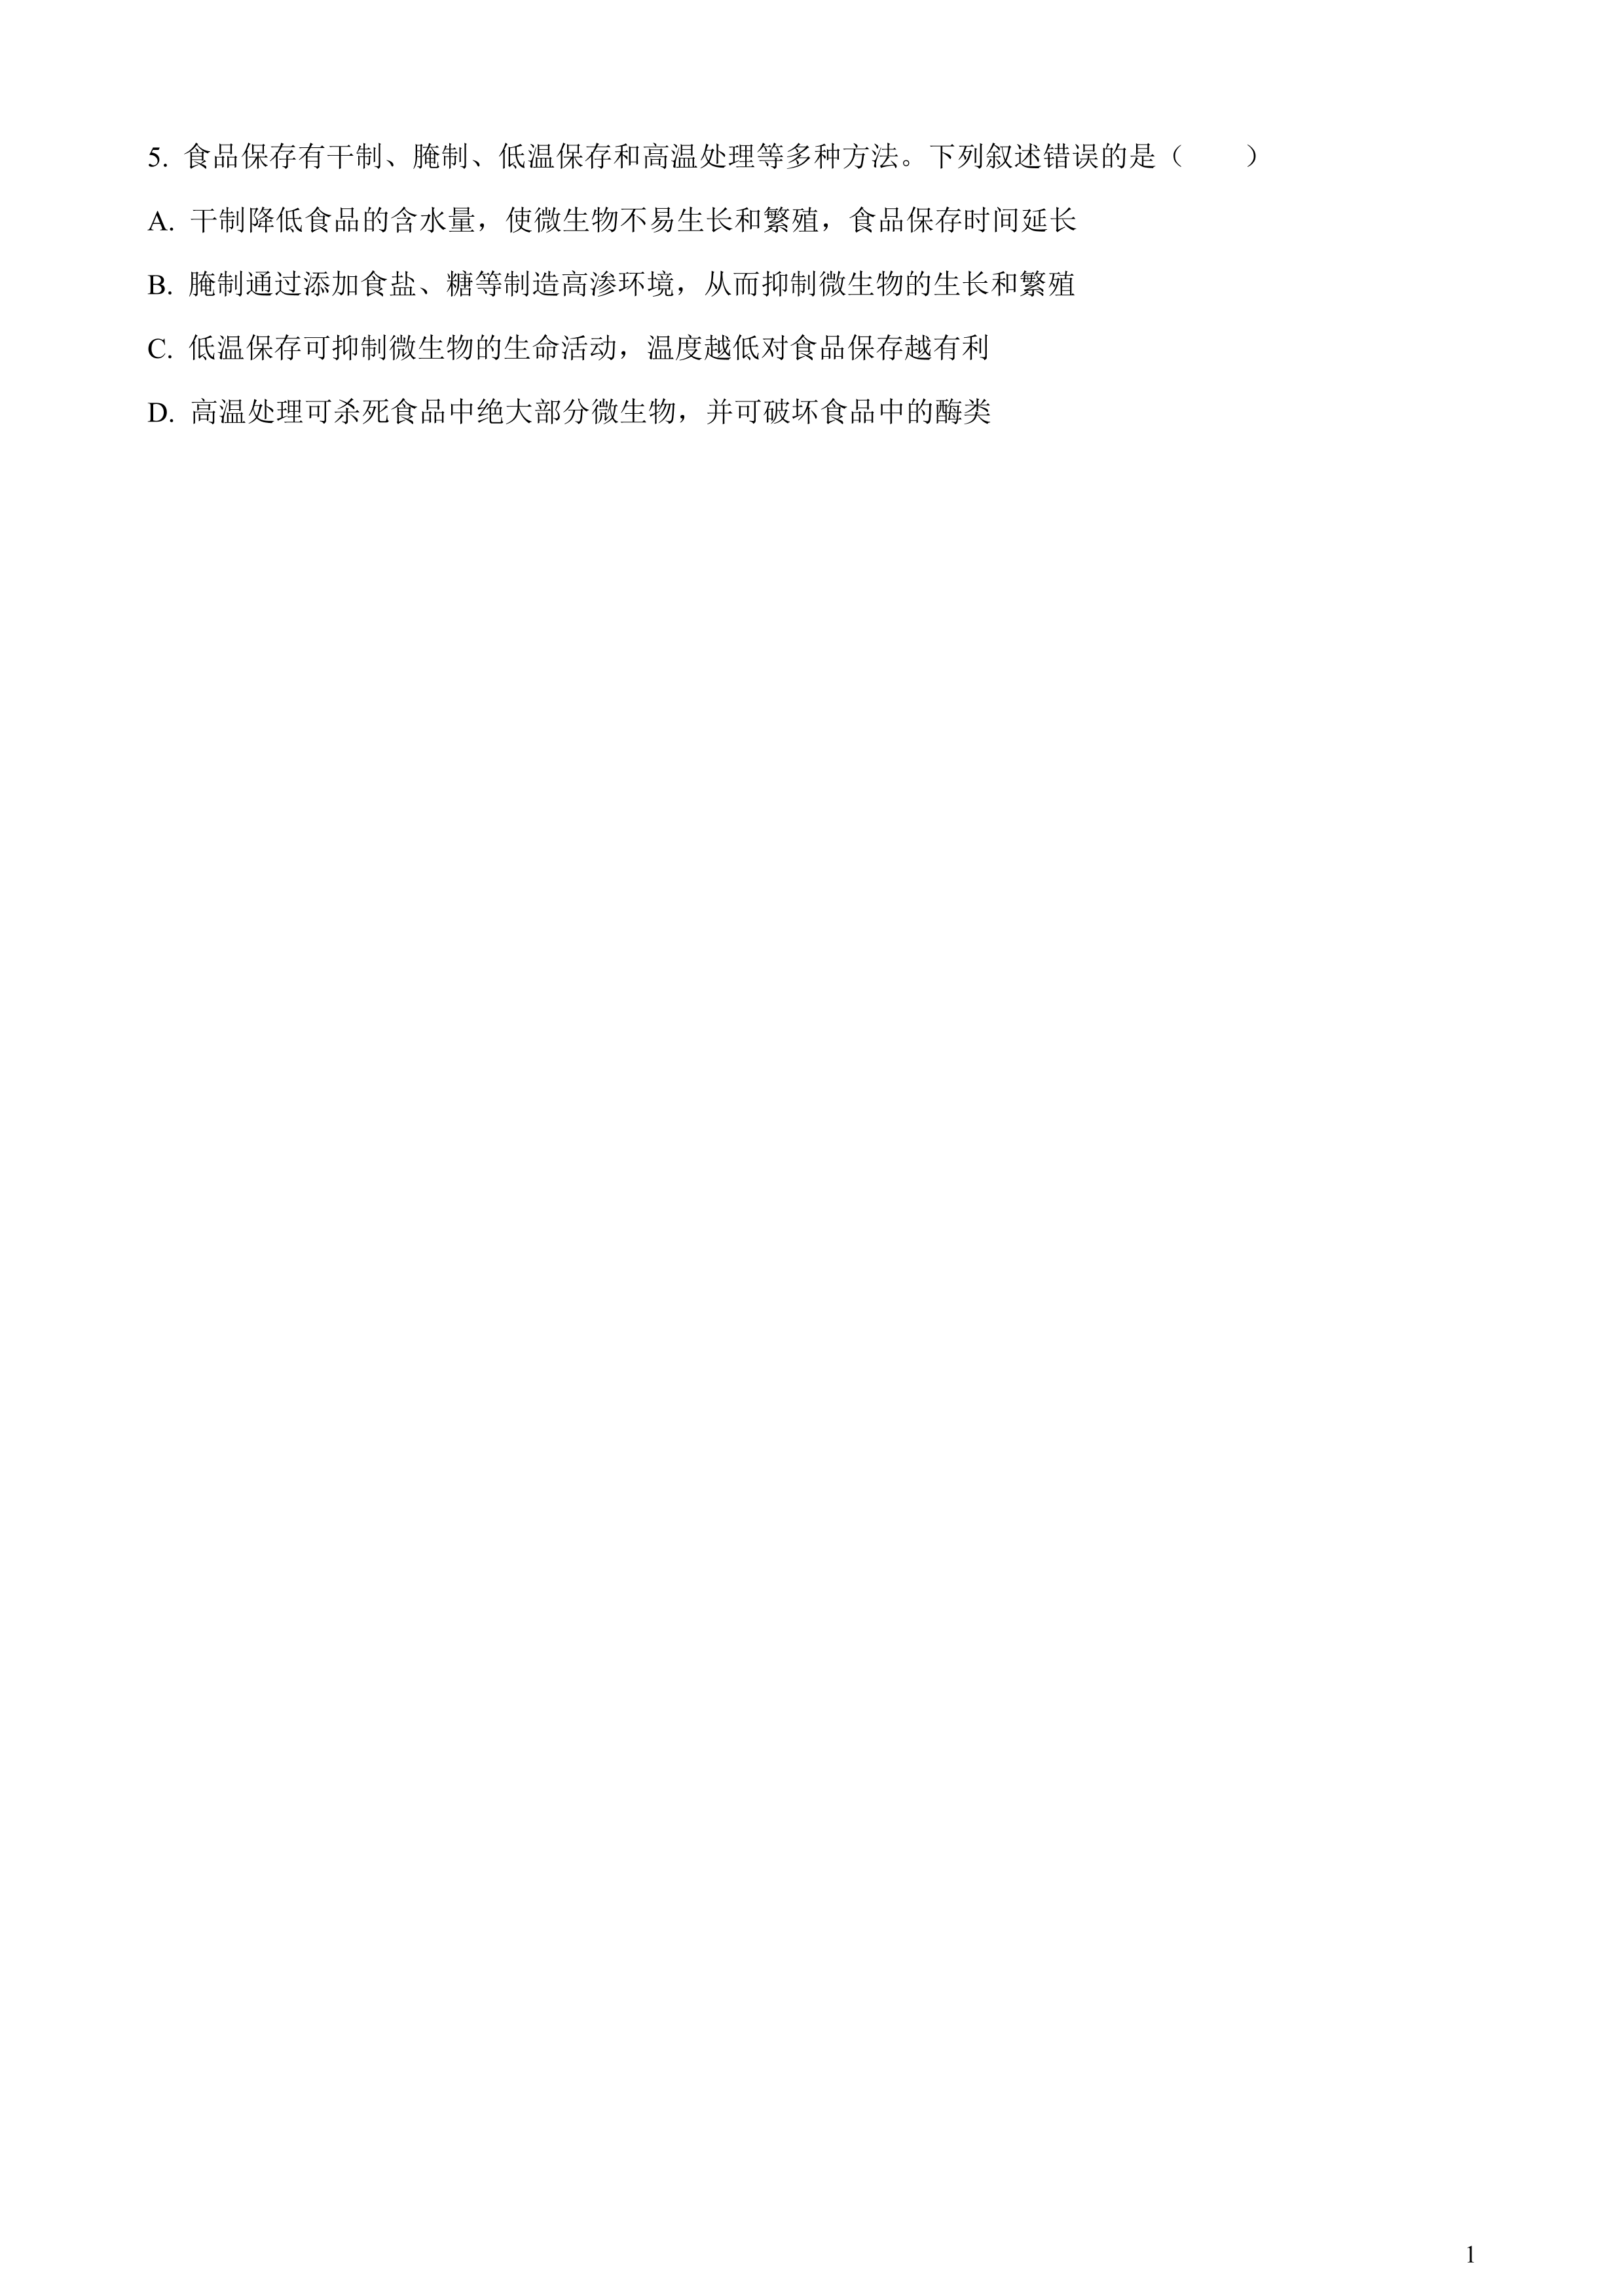 5. 食品保存有干制、腌制、低温保存和高温处理等多种方法。下列叙述错误的是（　　）
A. 干制降低食品的含水量，使微生物不易生长和繁殖，食品保存时间延长
B. 腌制通过添加食盐、糖等制造高渗环境，从而抑制微生物的生长和繁殖
C. 低温保存可抑制微生物的生命活动，温度越低对食品保存越有利
D. 高温处理可杀死食品中绝大部分微生物，并可破坏食品中的酶类
1